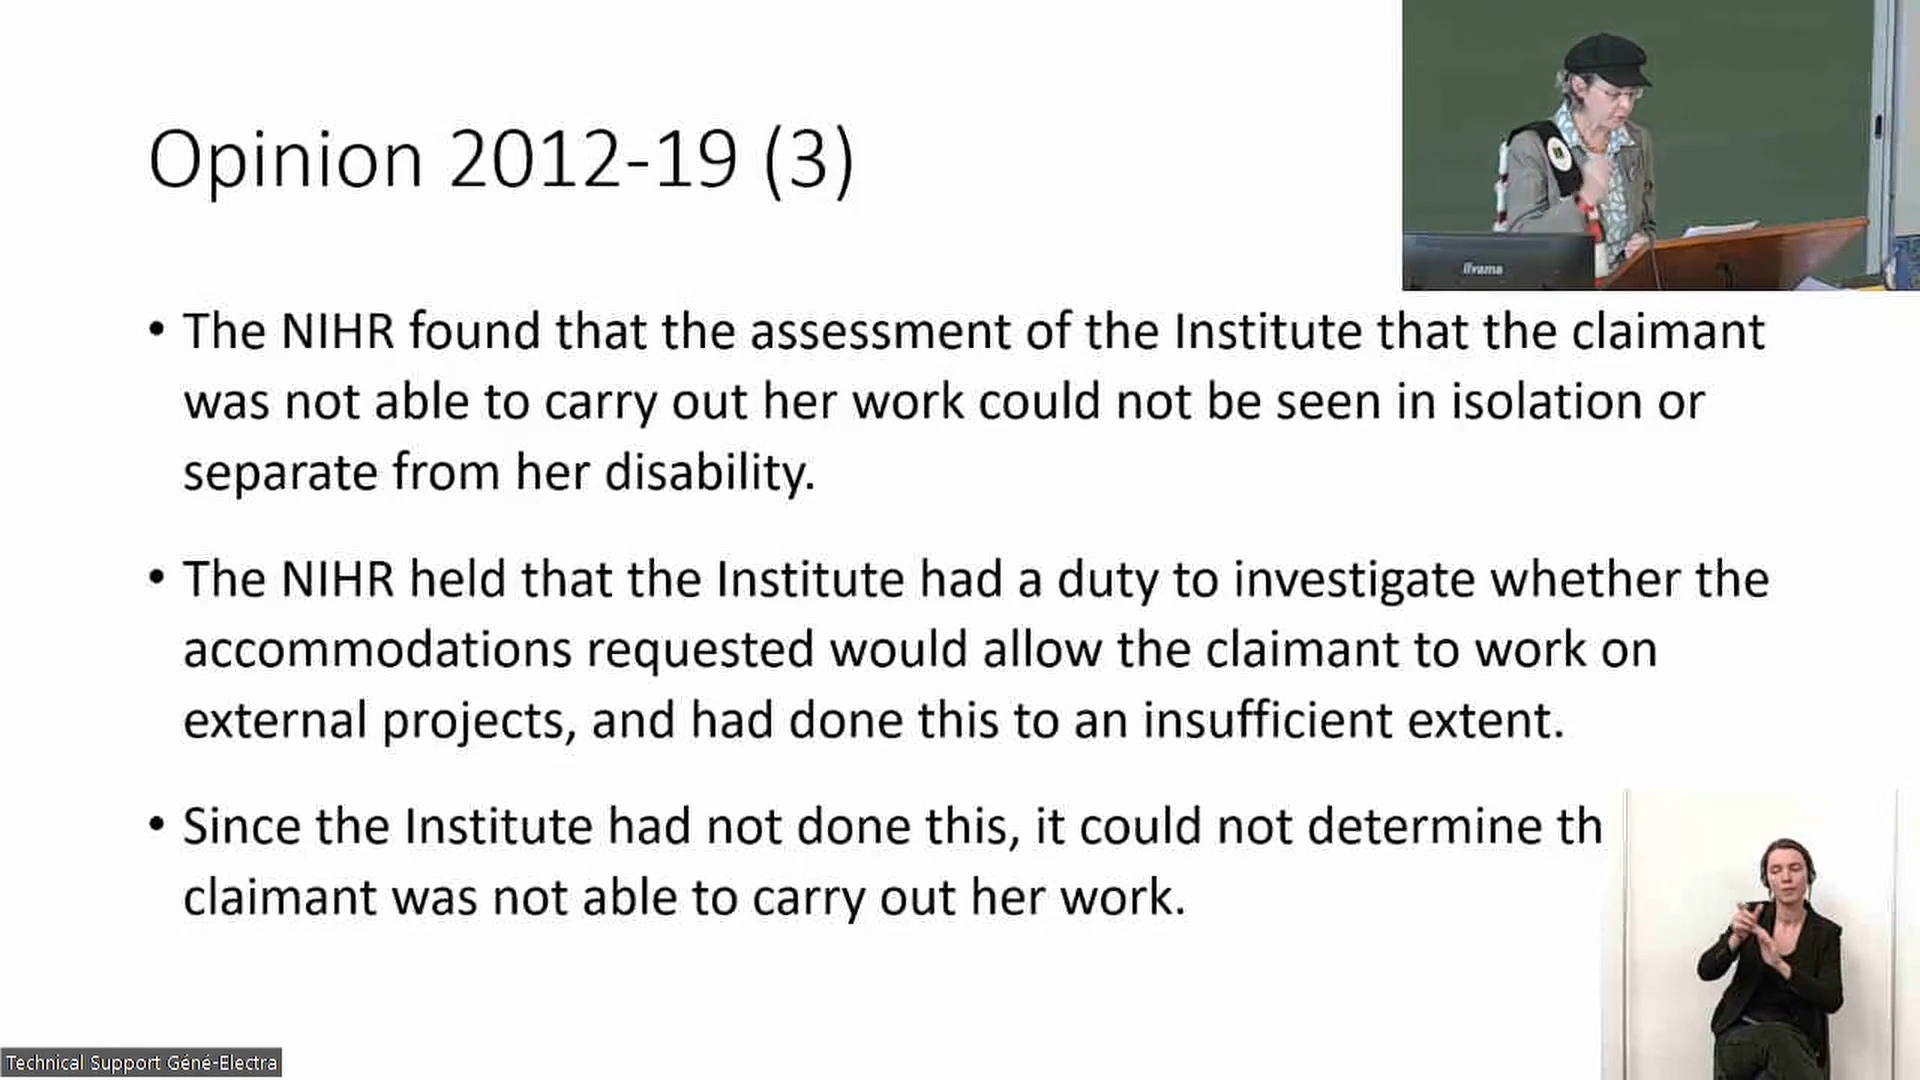 Opinion 2012-19 (3)
• The NIHR found that the assessment of the Institute that the claimant
was not able to carry out her work could not be seen in isolation or
separate from her disability.
• The NIHR held that the Institute had a duty to investigate whether the
accommodations requested would allow the claimant to work on
external projects, and had done this to an insufficient extent.
• Since the Institute had not done this, it could not determine th
claimant was not able to carry out her work.
iiyama
Technical Support Géné-Electra